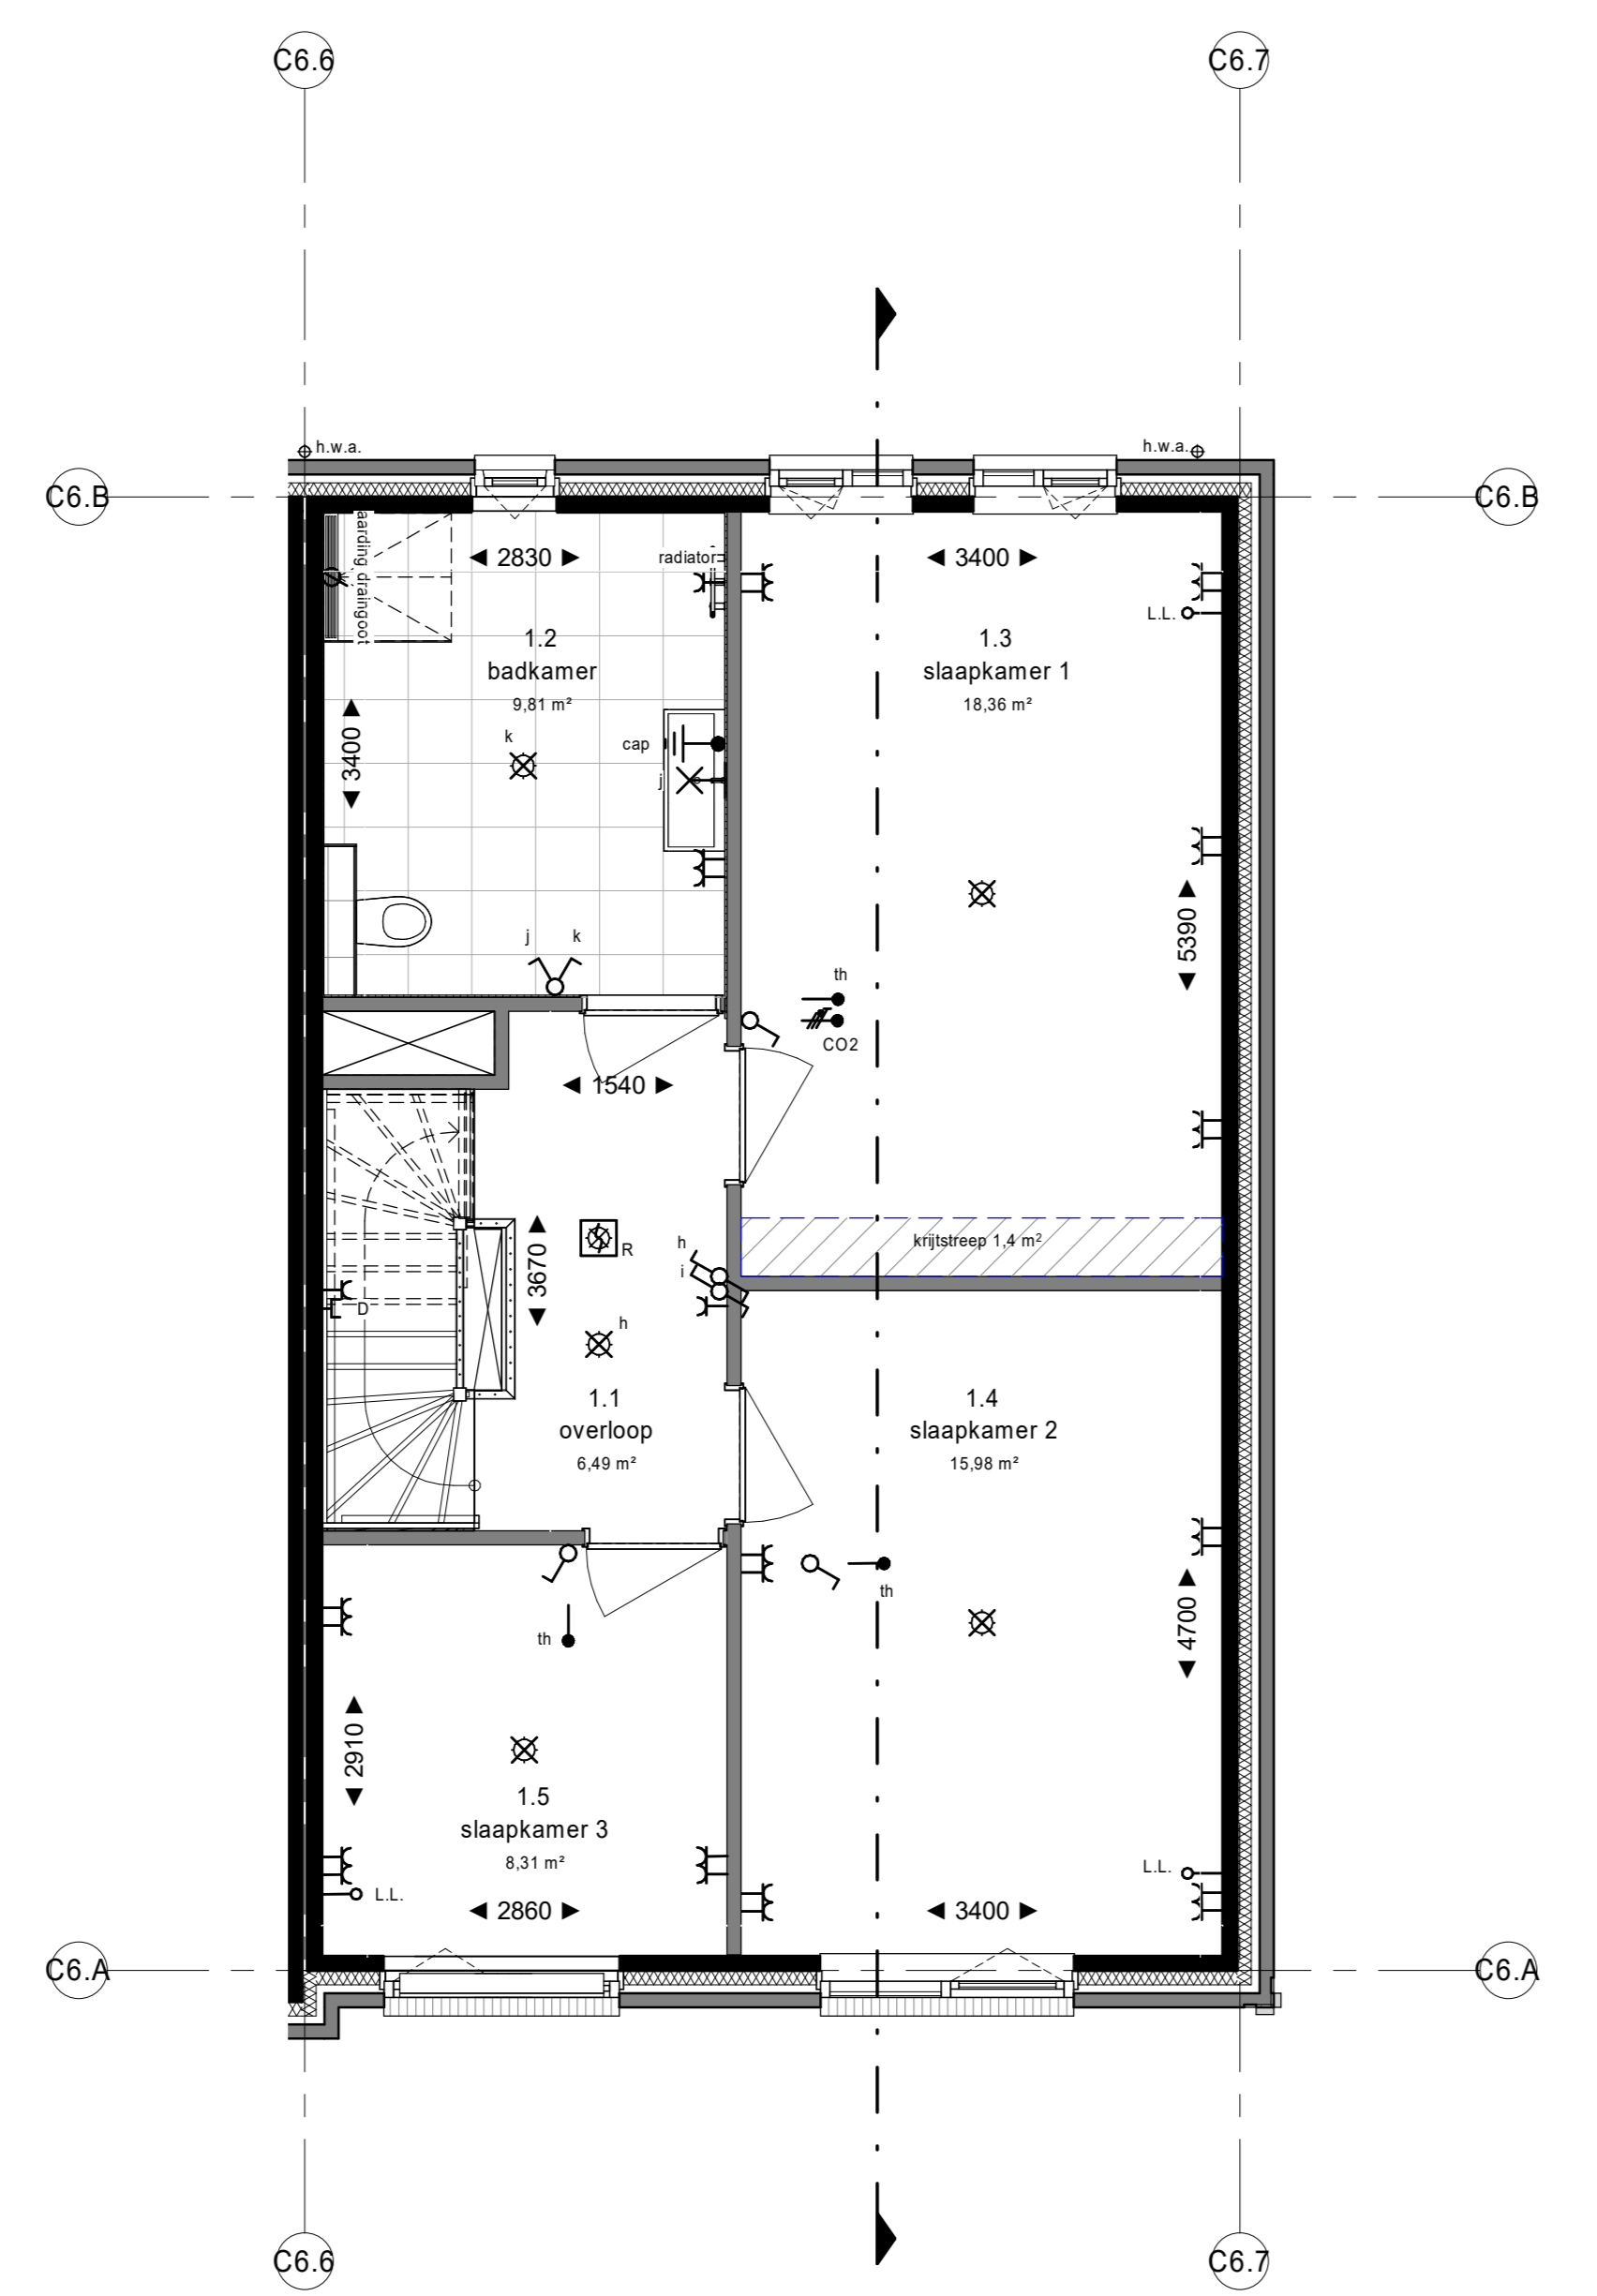 C6.6
C6.7
h.w.a.
h.w.a.
C6.B
C6.B
aarding draingoot
◄ 2830 ►
radiator
◄ 3400 ►
L.L.
1.2
badkamer
9,81 m²
1.3
slaapkamer 1
18,36 m²
◄ 3400 ►
k
cap
j
j
k
◄ 5390 ►
th
CO2
◄ 1540 ►
◄ 3670 ►
R
h
i
krijtstreep 1,4 m²
D
h
1.1
overloop
6,49 m²
1.4
slaapkamer 2
15,98 m²
th
th
◄ 4700 ►
◄ 2910 ►
1.5
slaapkamer 3
8,31 m²
L.L.
L.L.
◄ 2860 ►
◄ 3400 ►
C6.A
C6.A
C6.6
C6.7